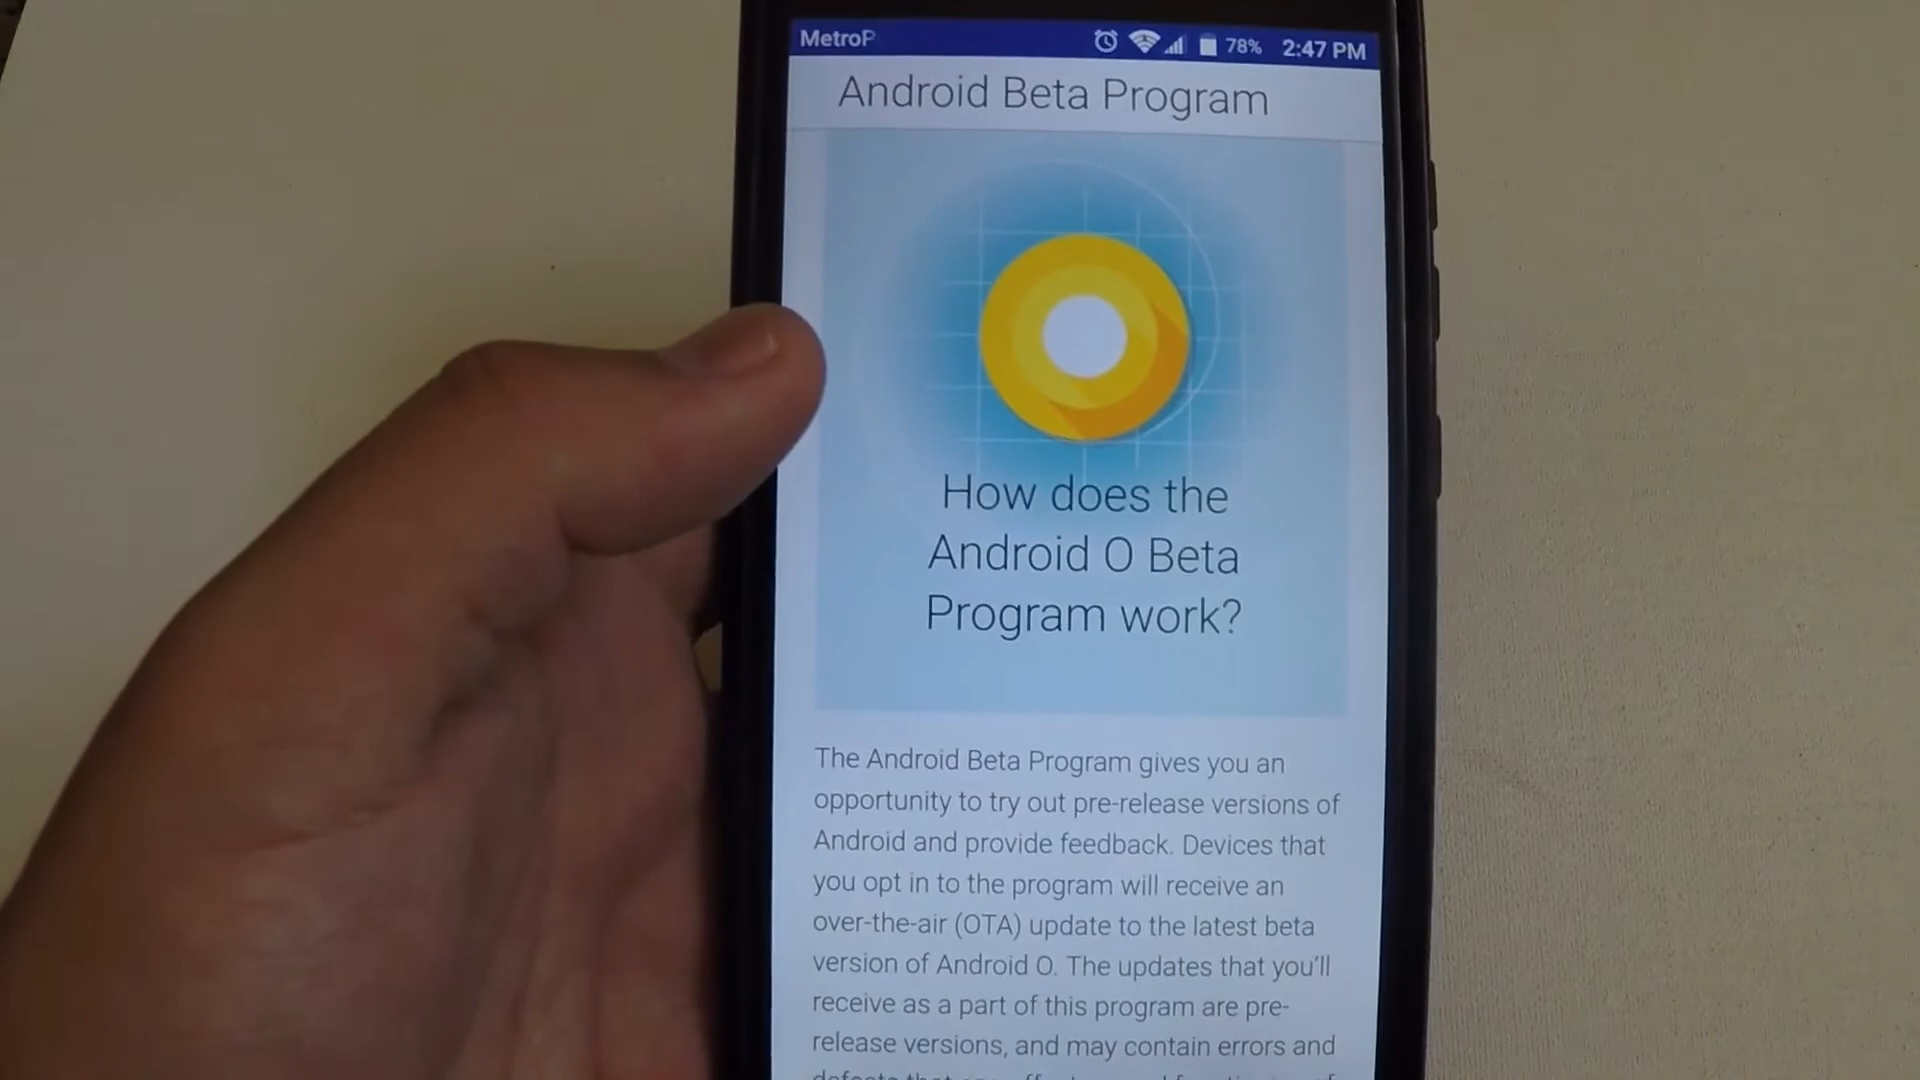 MetroP
78% 2:47 PM
Android Beta Program
How does the
Android O Beta
Program work?
The Android Beta Program gives you an
opportunity to try out pre-release versions of
Android and provide feedback. Devices that
you opt in to the program will receive an
over-the-air (OTA) update to the latest beta
version of Android O. The updates that you'll
receive as a part of this program are pre-
release versions, and may contain errors and